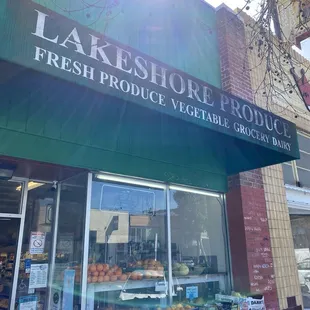 LAKESHORE PRODUCE
FRESH PRODUCE VEGETABLE GROCERY DAIRY